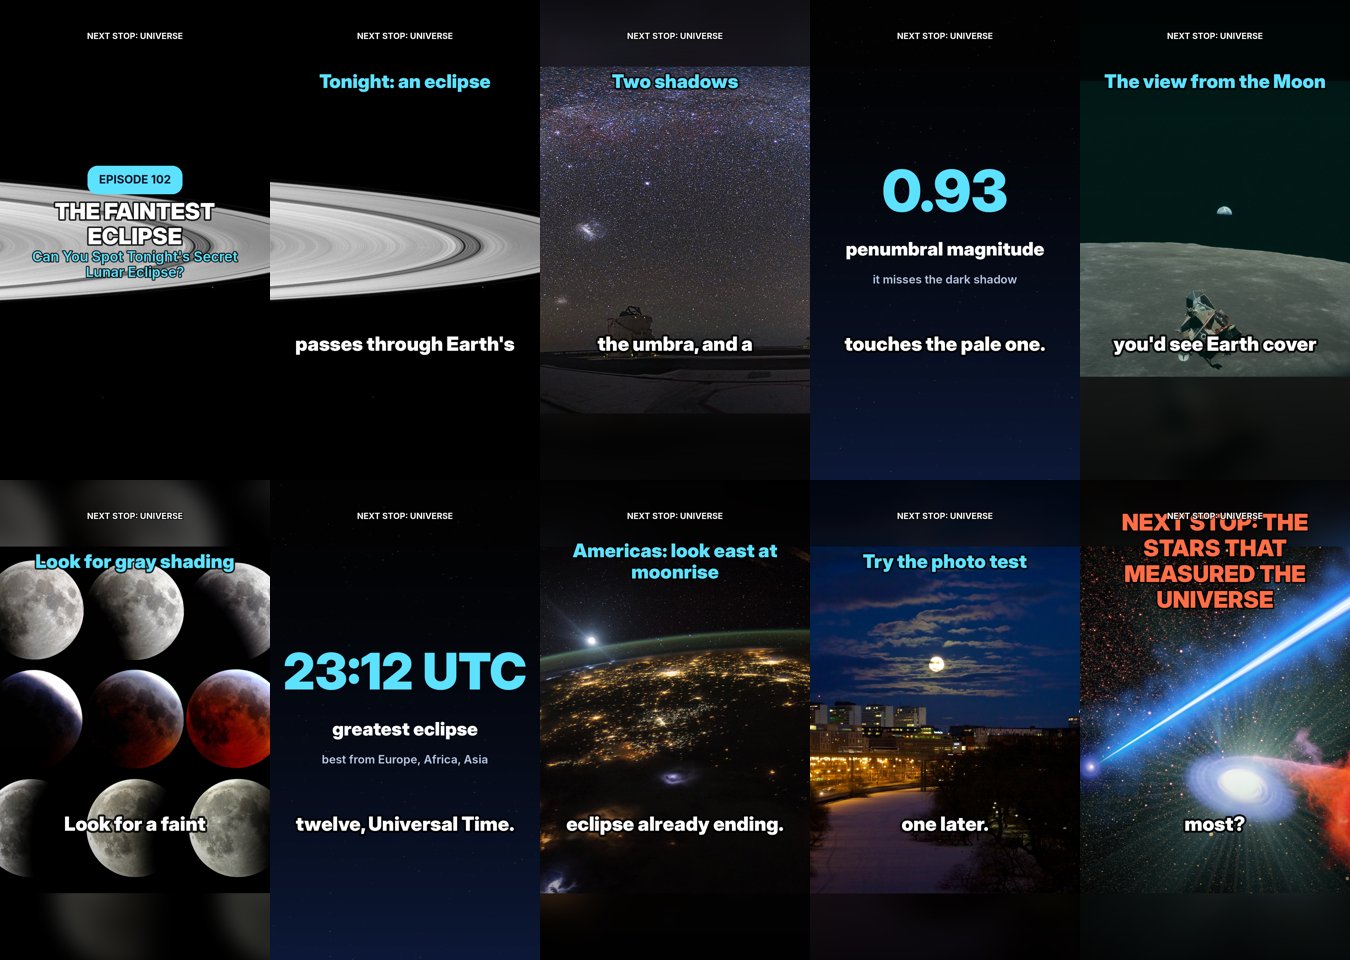 NEXT STOP: UNIVERSE
EPISODE 102
THE FAINTEST
ECLIPSE
Can You Spot Tonight's Secret
Lunar Eclipse?
NEXT STOP: UNIVERSE
Tonight: an eclipse
passes through Earth's
NEXT STOP: UNIVERSE
Two shadows
the umbra, and a
NEXT STOP: UNIVERSE
0.93
penumbral magnitude
it misses the dark shadow
touches the pale one.
NEXT STOP: UNIVERSE
The view from the Moon
you'd see Earth cover
NEXT STOP: UNIVERSE
Look for gray shading
Look for a faint
NEXT STOP: UNIVERSE
23:12 UTC
greatest eclipse
best from Europe, Africa, Asia
twelve, Universal Time.
NEXT STOP: UNIVERSE
Americas: look east at
moonrise
eclipse already ending.
NEXT STOP: UNIVERSE
Try the photo test
one later.
NEXT STOP: UNIVERSE
NEXT STOP: THE
STARS THAT
MEASURED THE
UNIVERSE
most?